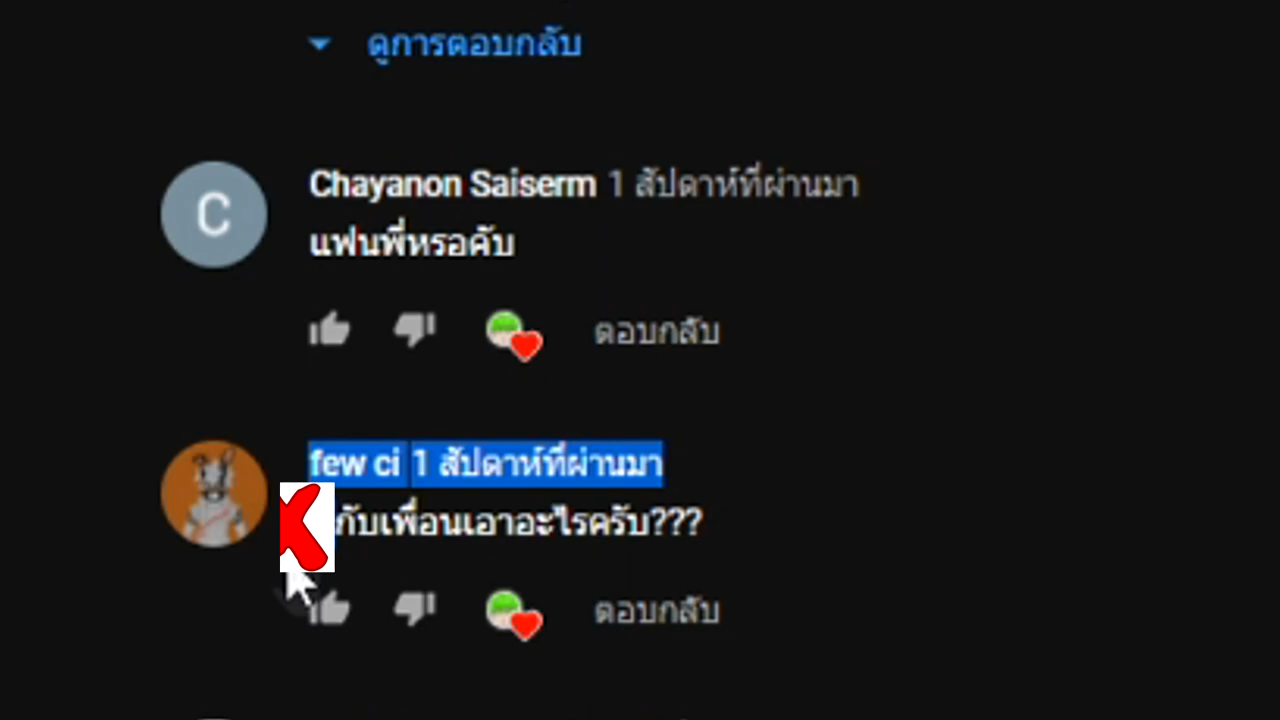 ดูการตอบกลับ
C
Chayanon Saiserm 1 สัปดาห์ที่ผ่านมา
แฟนพี่หรอคับ
ตอบกลับ
few ci 1 สัปดาห์ที่ผ่านมา
กับเพื่อนเอาอะไรครับ???
ตอบกลับ